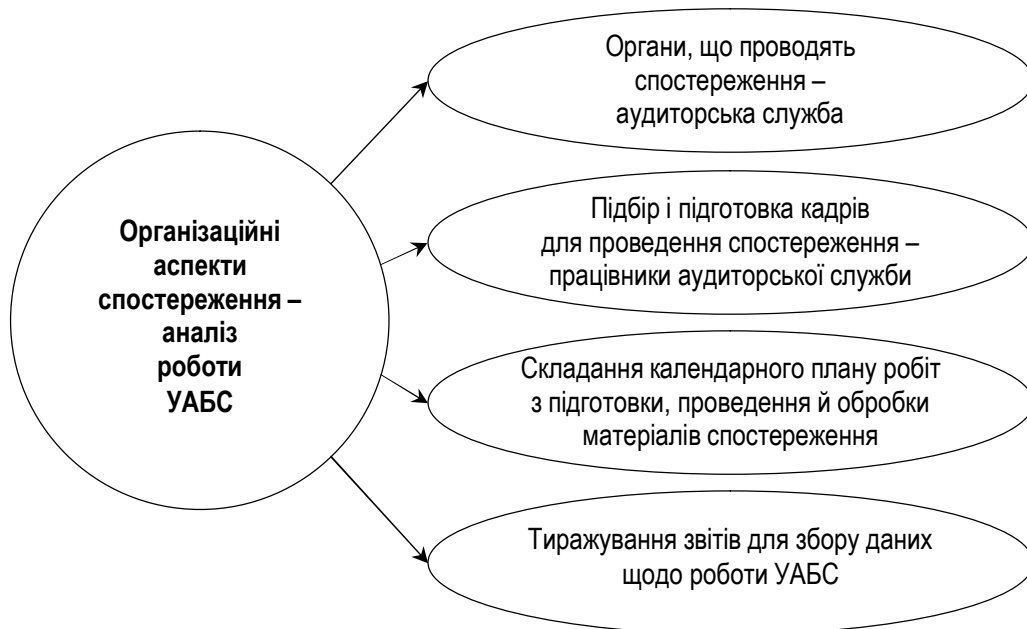 Органи, що проводять
спостереження –
аудиторська служба
Організаційні
аспекти
спостереження –
аналіз
роботи
УАБС
Підбір і підготовка кадрів
для проведення спостереження –
працівники аудиторської служби
Складання календарного плану робіт
з підготовки, проведення й обробки
матеріалів спостереження
Тиражування звітів для збору даних
щодо роботи УАБС